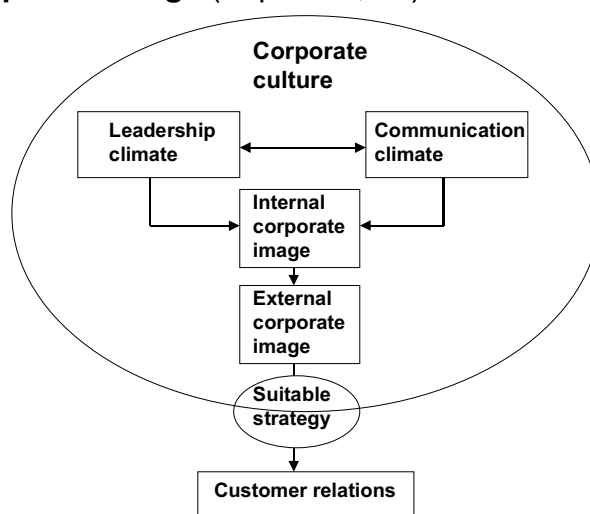 Corporate
culture
Leadership
climate
Communication
climate
Internal
corporate
image
External
corporate
image
Suitable
strategy
Customer relations